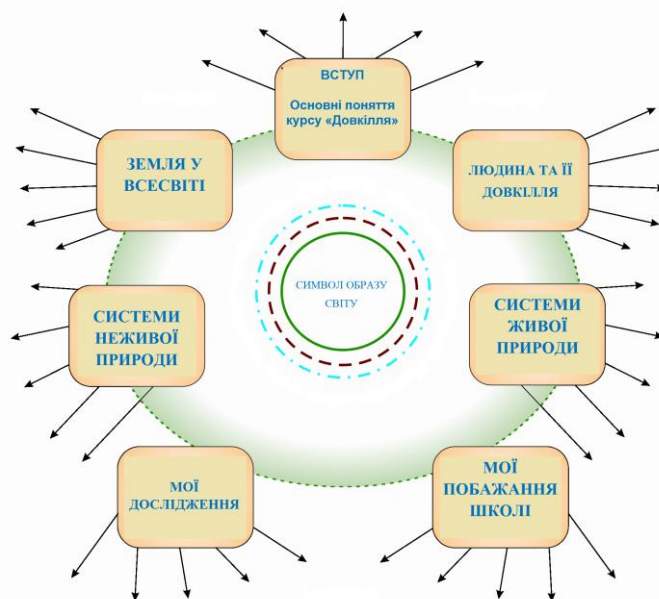 ВСТУП
Основні поняття
курсу «Довкілля»
ЗЕМЛЯ У
ВСЕСВІТІ
ЛЮДИНА ТА ЇЇ
ДОВКІЛЛЯ
СИМВОЛ ОБРАЗУ
СВІТУ
СИСТЕМИ
НЕЖИВОЇ
ПРИРОДИ
СИСТЕМИ
ЖИВОЇ
ПРИРОДИ
МОЇ
ДОСЛІДЖЕННЯ
МОЇ
ПОБАЖАННЯ
ШКОЛІ